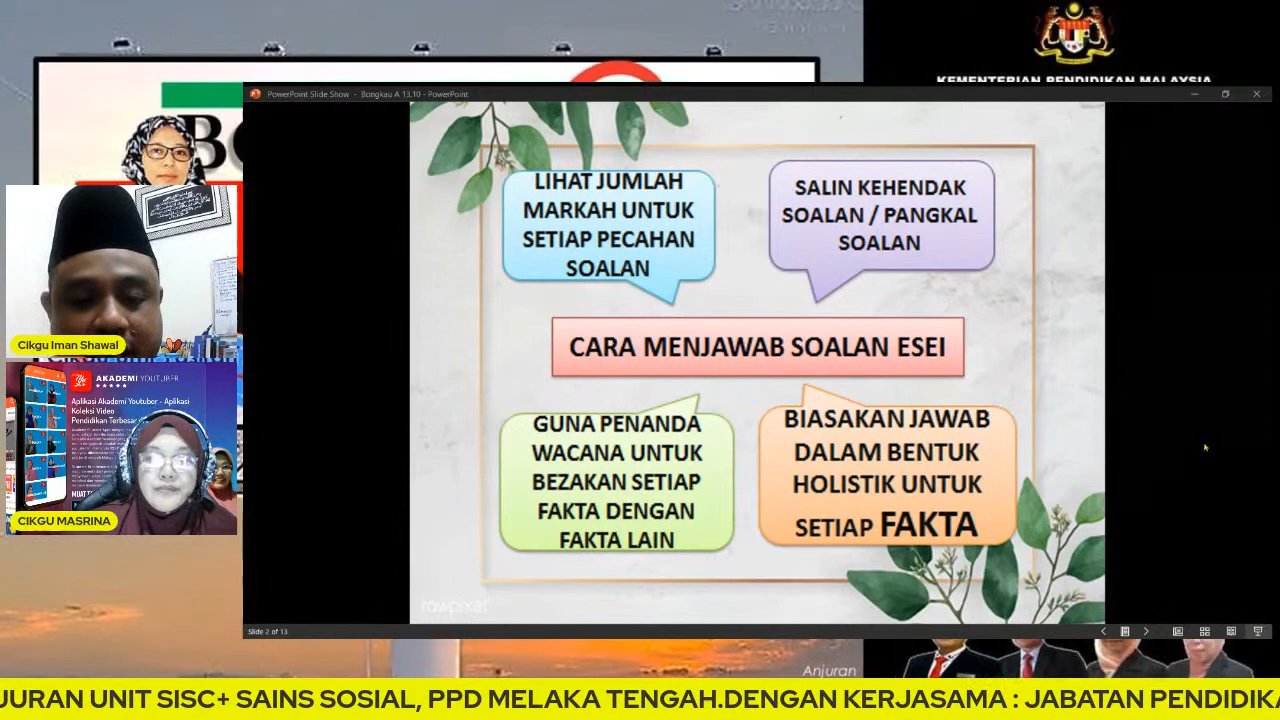 KEMENTERIAN PENDIDIKAN MALAYSIA
PowerPoint Slide Show - Bongkau A 13.10 - PowerPoint
LIHAT JUMLAH
MARKAH UNTUK
SETIAP PECAHAN
SOALAN
SALIN KEHENDAK
SOALAN / PANGKAL
SOALAN
CARA MENJAWAB SOALAN ESEI
GUNA PENANDA
WACANA UNTUK
BEZAKAN SETIAP
FAKTA DENGAN
FAKTA LAIN
BIASAKAN JAWAB
DALAM BENTUK
HOLISTIK UNTUK
SETIAP FAKTA
rawpixel
Slide 2 of 13
Cikgu Iman Shawal
AKADEMI YOUTUBER
Aplikasi Akademi Youtuber - Aplikasi
Koleksi Video
Pendidikan Terbesar
CIKGU MASRINA
Anjuran
JURAN UNIT SISC+ SAINS SOSIAL, PPD MELAKA TENGAH.DENGAN KERJASAMA : JABATAN PENDIDIKA